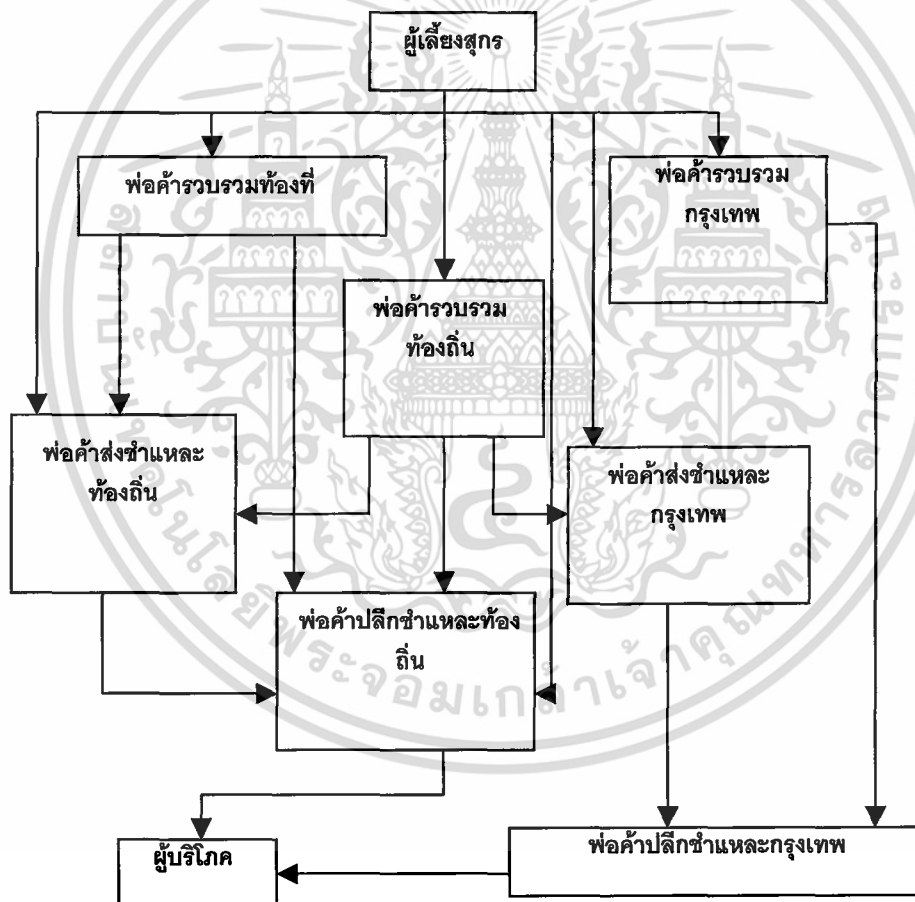 ผู้เลี้ยงสุกร
พ่อค้ารวบรวมท้องที่
พ่อค้ารวบรวม
กรุงเทพ
พ่อค้ารวบรวม
ท้องถิ่น
พ่อค้าส่งชำแหละ
ท้องถิ่น
พ่อค้าส่งชำแหละ
กรุงเทพ
พ่อค้าปลีกชำแหละท้อง
ถิ่น
ผู้บริโภค
พ่อค้าปลีกชำแหละกรุงเทพ